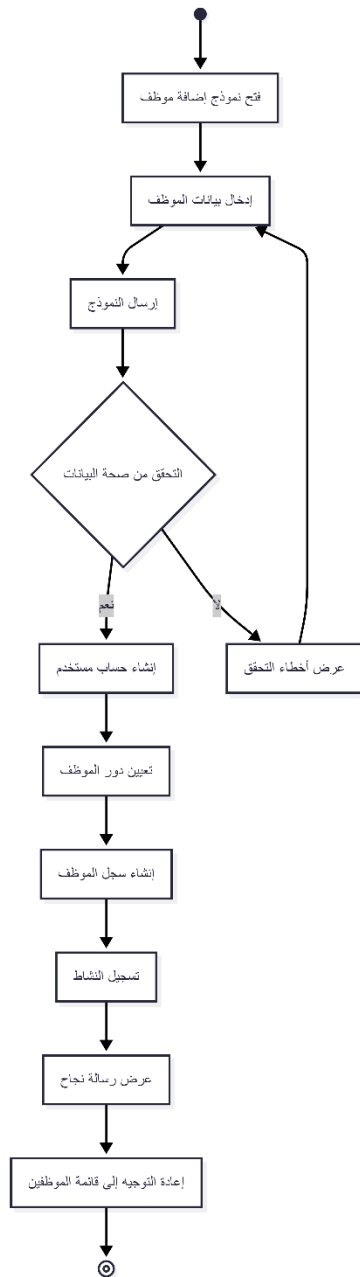 فتح نموذج إضافة موظف
إدخال بيانات الموظف
إرسال النموذج
التحقق من صحة البيانات
نعم
لا
إنشاء حساب مستخدم
عرض أخطاء التحقق
تعيين دور الموظف
إنشاء سجل الموظف
تسجيل النشاط
عرض رسالة نجاح
إعادة التوجيه إلى قائمة الموظفين